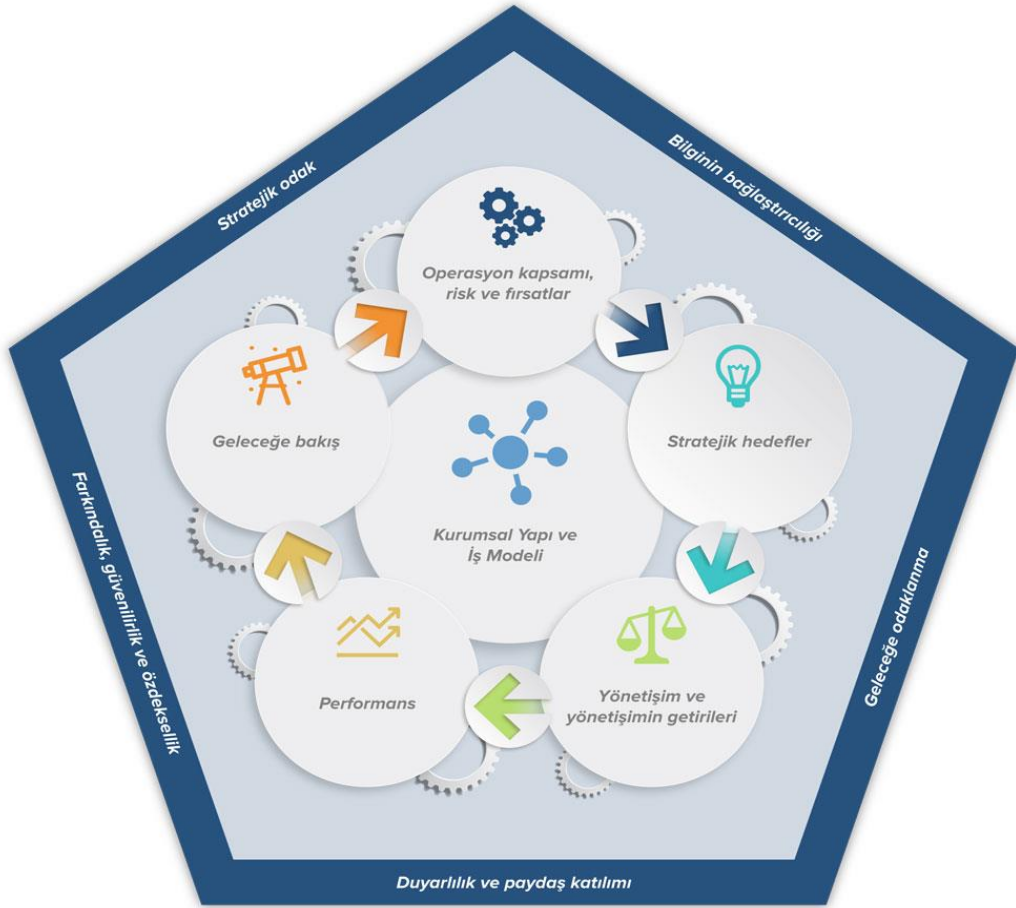 Stratejik odak
Bilginin bağlaştırıcılığı
Operasyon kapsamı,
risk ve fırsatlar
Geleceğe bakış
Stratejik hedefler
Kurumsal Yapı ve
İş Modeli
Performans
Yönetişim ve
yönetişimin getirileri
Farkındalık, güvenilirlik ve özdeksellik
Geleceğe odaklanma
Duyarlılık ve paydaş katılımı